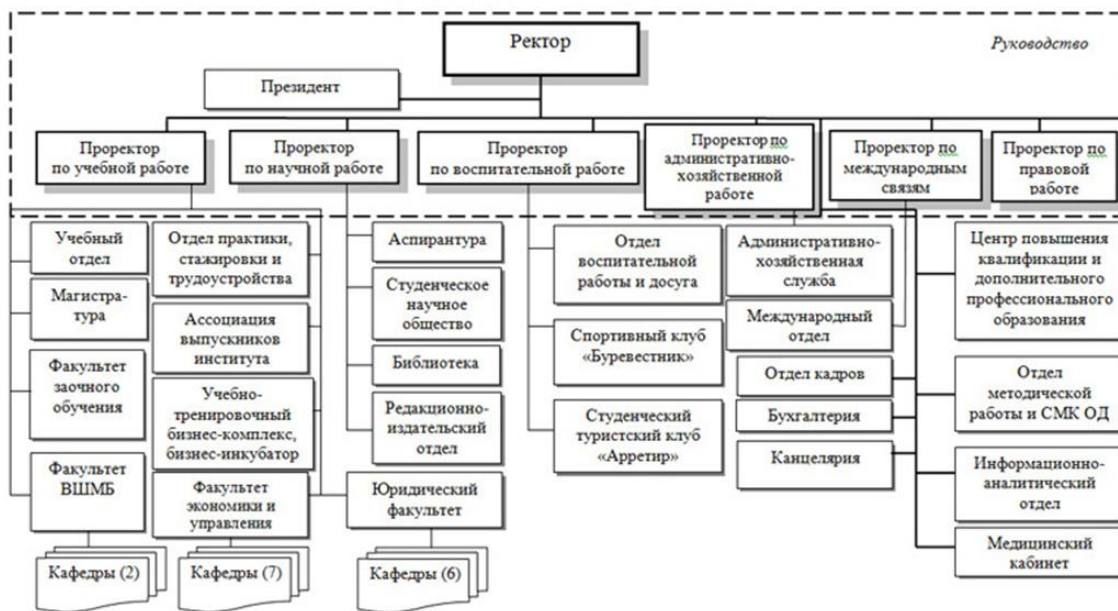 Ректор
Руководство
Президент
Проректор
по учебной работе
Проректор
по научной работе
Проректор
по воспитательной работе
Проректор по
административно-
хозяйственной
работе
Проректор по
международным
связям
Проректор по
правовой
работе
Учебный
отдел
Магистра-
тура
Факультет
заочного
обучения
Факультет
ВШМБ
Кафедры (2)
Отдел практики,
стажировки и
трудоустройства
Ассоциация
выпускников
института
Учебно-
тренировочный
бизнес-комплекс,
бизнес-инкубатор
Факультет
экономики и
управления
Кафедры (7)
Аспирантура
Студенческое
научное
общество
Библиотека
Редакционно-
издательский
отдел
Юридический
факультет
Кафедры (6)
Отдел
воспитательной
работы и досуга
Спортивный клуб
«Буревестник»
Студенческий
туристский клуб
«Арретир»
Административно-
хозяйственная
служба
Международный
отдел
Отдел кадров
Бухгалтерия
Канцелярия
Центр повышения
квалификации и
дополнительного
профессионального
образования
Отдел
методической
работы и СМК ОД
Информационно-
аналитический
отдел
Медицинский
кабинет